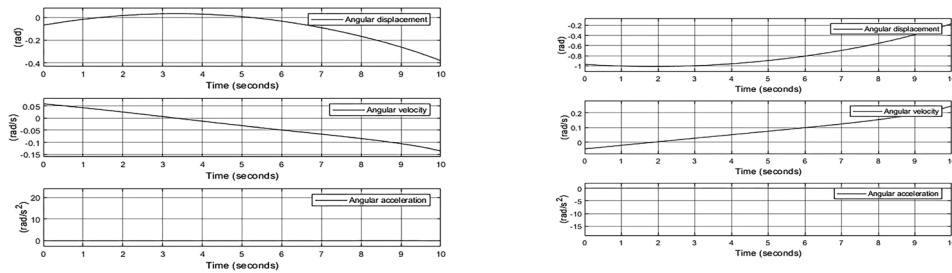 Angular displacement
(rad)
0
-0.2
-0.4
0 1 2 3 4 5 6 7 8 9 10
Time (seconds)
Angular velocity
(rad/s)
0.05
0
-0.05
-0.1
-0.15
0 1 2 3 4 5 6 7 8 9 10
Time (seconds)
Angular acceleration
(rad/s²)
20
10
0
0 1 2 3 4 5 6 7 8 9 10
Time (seconds)
Angular displacement
(rad)
-0.2
-0.4
-0.6
-0.8
-1
0 1 2 3 4 5 6 7 8 9 10
Time (seconds)
Angular velocity
(rad/s)
0.2
0.1
0
0 1 2 3 4 5 6 7 8 9 10
Time (seconds)
Angular acceleration
(rad/s²)
0
-5
-10
-15
0 1 2 3 4 5 6 7 8 9 10
Time (seconds)